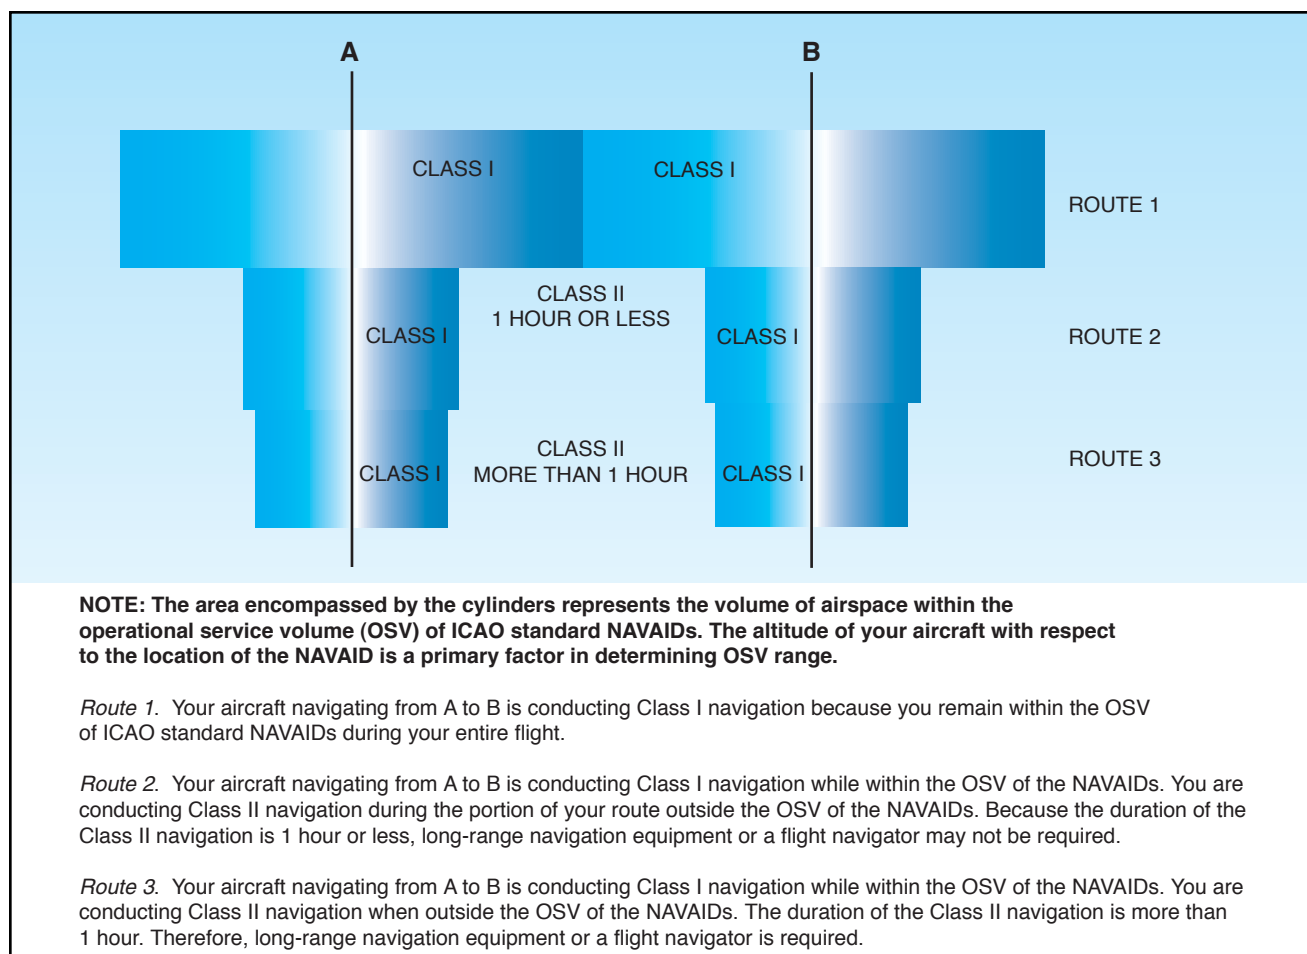 A B
CLASS I CLASS I
ROUTE 1
CLASS II
1 HOUR OR LESS
CLASS I CLASS I ROUTE 2
CLASS II
MORE THAN 1 HOUR
CLASS I CLASS I ROUTE 3
NOTE: The area encompassed by the cylinders represents the volume of airspace within the
operational service volume (OSV) of ICAO standard NAVAIDs. The altitude of your aircraft with respect
to the location of the NAVAID is a primary factor in determining OSV range.
Route 1. Your aircraft navigating from A to B is conducting Class I navigation because you remain within the OSV
of ICAO standard NAVAIDs during your entire flight.
Route 2. Your aircraft navigating from A to B is conducting Class I navigation while within the OSV of the NAVAIDs. You are
conducting Class II navigation during the portion of your route outside the OSV of the NAVAIDs. Because the duration of the
Class II navigation is 1 hour or less, long-range navigation equipment or a flight navigator may not be required.
Route 3. Your aircraft navigating from A to B is conducting Class I navigation while within the OSV of the NAVAIDs. You are
conducting Class II navigation when outside the OSV of the NAVAIDs. The duration of the Class II navigation is more than
1 hour. Therefore, long-range navigation equipment or a flight navigator is required.